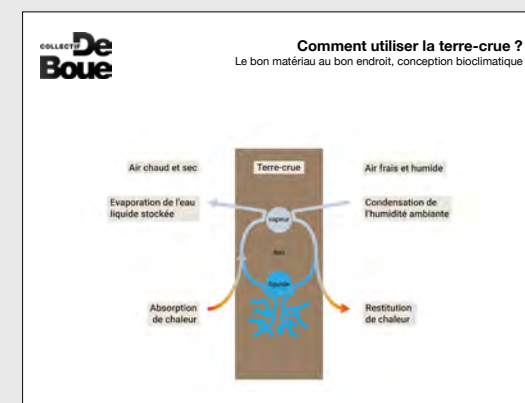 COLLECTIF
De
Boue
Comment utiliser la terre-crue ?
Le bon matériau au bon endroit, conception bioclimatique
Air chaud et sec
Terre-crue
Air frais et humide
Evaporation de l'eau
liquide stockée
vapeur
Condensation de
l'humidité ambiante
liquide
Absorption
de chaleur
Restitution
de chaleur